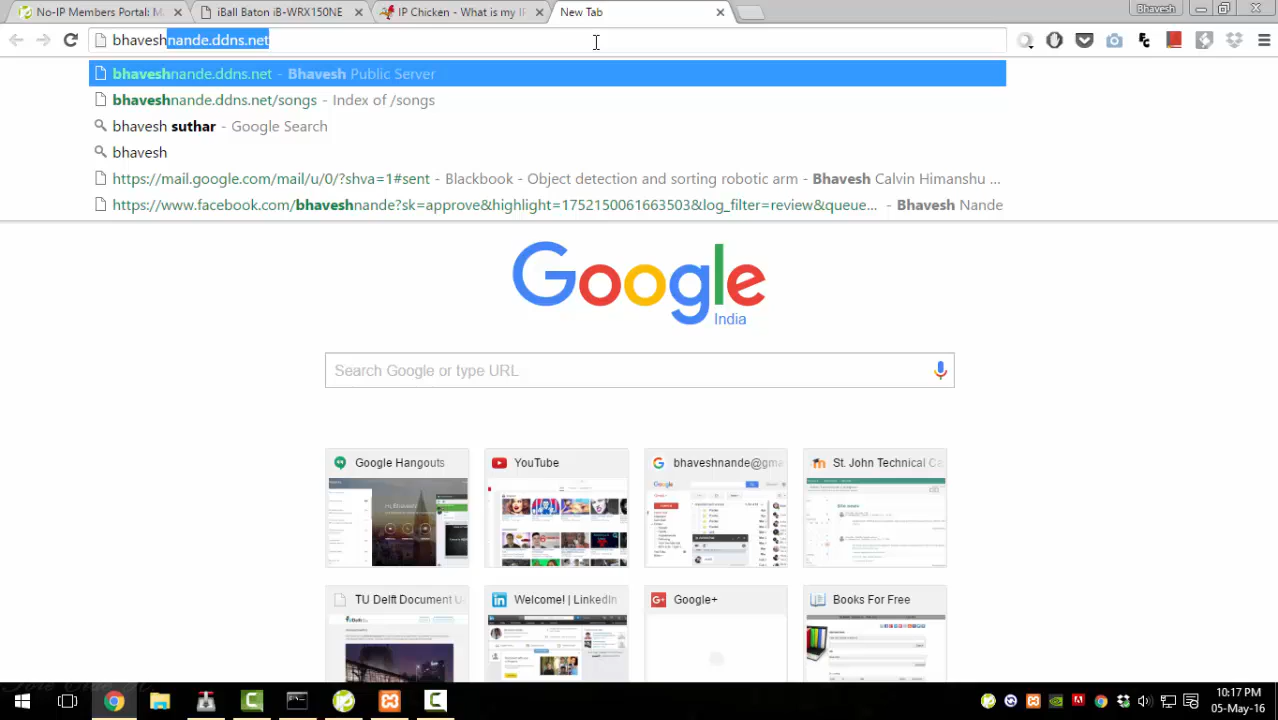 No-IP Members Portal: M
iBall Baton iB-WRX150NE
IP Chicken - What is my IP
New Tab
Bhavesh
bhaveshnande.ddns.net
bhaveshnande.ddns.net - Bhavesh Public Server
bhaveshnande.ddns.net/songs - Index of /songs
bhavesh suthar - Google Search
bhavesh
https://mail.google.com/mail/u/0/?shva=1#sent - Blackbook - Object detection and sorting robotic arm - Bhavesh Calvin Himanshu ...
https://www.facebook.com/bhaveshnande?sk=approve&highlight=1752150061663503&log_filter=review&queue... - Bhavesh Nande
Google
India
Search Google or type URL
Google Hangouts
YouTube
bhaveshnande@gma
St. John Technical Ca
TU Delft Document U
Welcome! | LinkedIn
Google+
Books For Free
10:17 PM
05-May-16